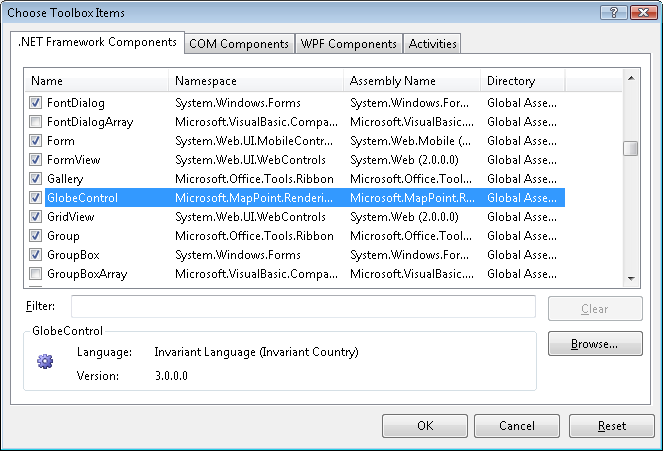 Choose Toolbox Items
.NET Framework Components COM Components WPF Components Activities
Name Namespace Assembly Name Directory
FontDialog System.Windows.Forms System.Windows.For... Global Asse...
FontDialogArray Microsoft.VisualBasic.Compa... Microsoft.VisualBasic.... Global Asse...
Form System.Web.UI.MobileContr... System.Web.Mobile (... Global Asse...
FormView System.Web.UI.WebControls System.Web (2.0.0.0) Global Asse...
Gallery Microsoft.Office.Tools.Ribbon Microsoft.Office.Tool... Global Asse...
GlobeControl Microsoft.MapPoint.Renderi... Microsoft.MapPoint.R... Global Asse...
GridView System.Web.UI.WebControls System.Web (2.0.0.0) Global Asse...
Group Microsoft.Office.Tools.Ribbon Microsoft.Office.Tool... Global Asse...
GroupBox System.Windows.Forms System.Windows.For... Global Asse...
GroupBoxArray Microsoft.VisualBasic.Compa... Microsoft.VisualBasic.... Global Asse...
Filter: Clear
GlobeControl
Language: Invariant Language (Invariant Country) Browse...
Version: 3.0.0.0
OK Cancel Reset